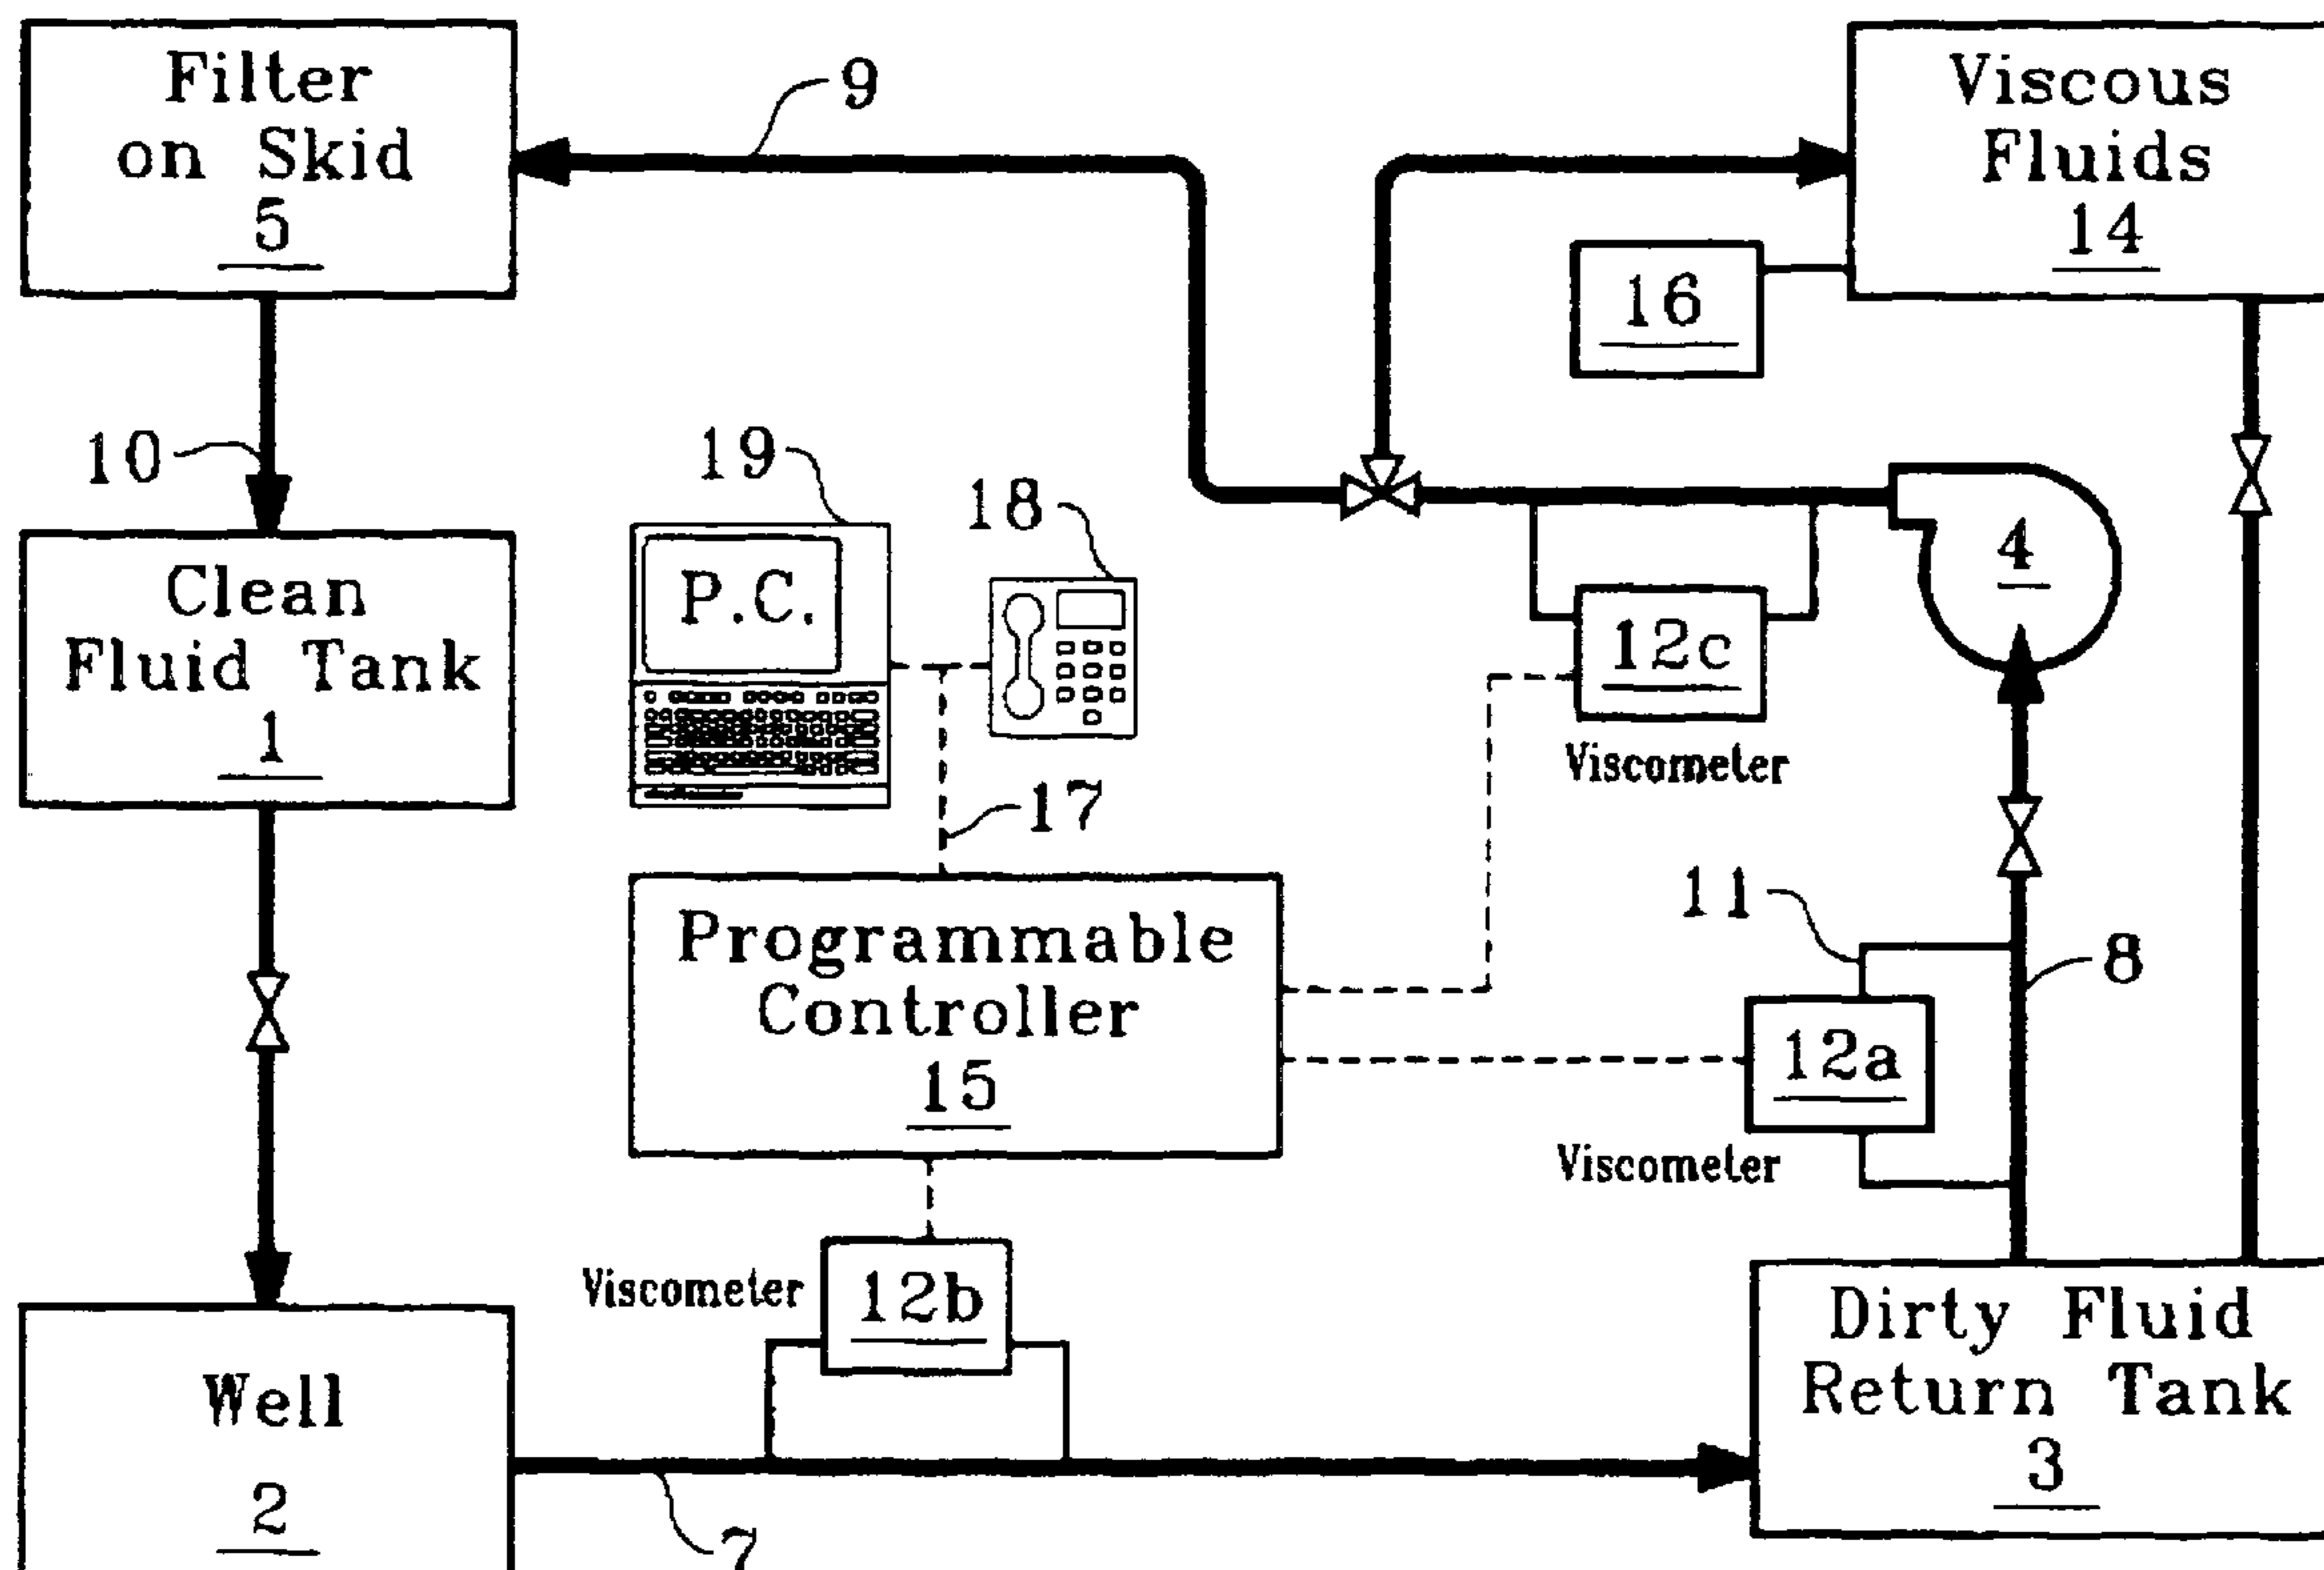 Filter
on Skid
5
9
Viscous
Fluids
14
16
10
19
18
P.C.
4
Clean
Fluid Tank
1
12c
Viscometer
17
11
8
Programmable
Controller
15
12a
Viscometer
Viscometer
12b
Dirty Fluid
Return Tank
3
Well
2
7